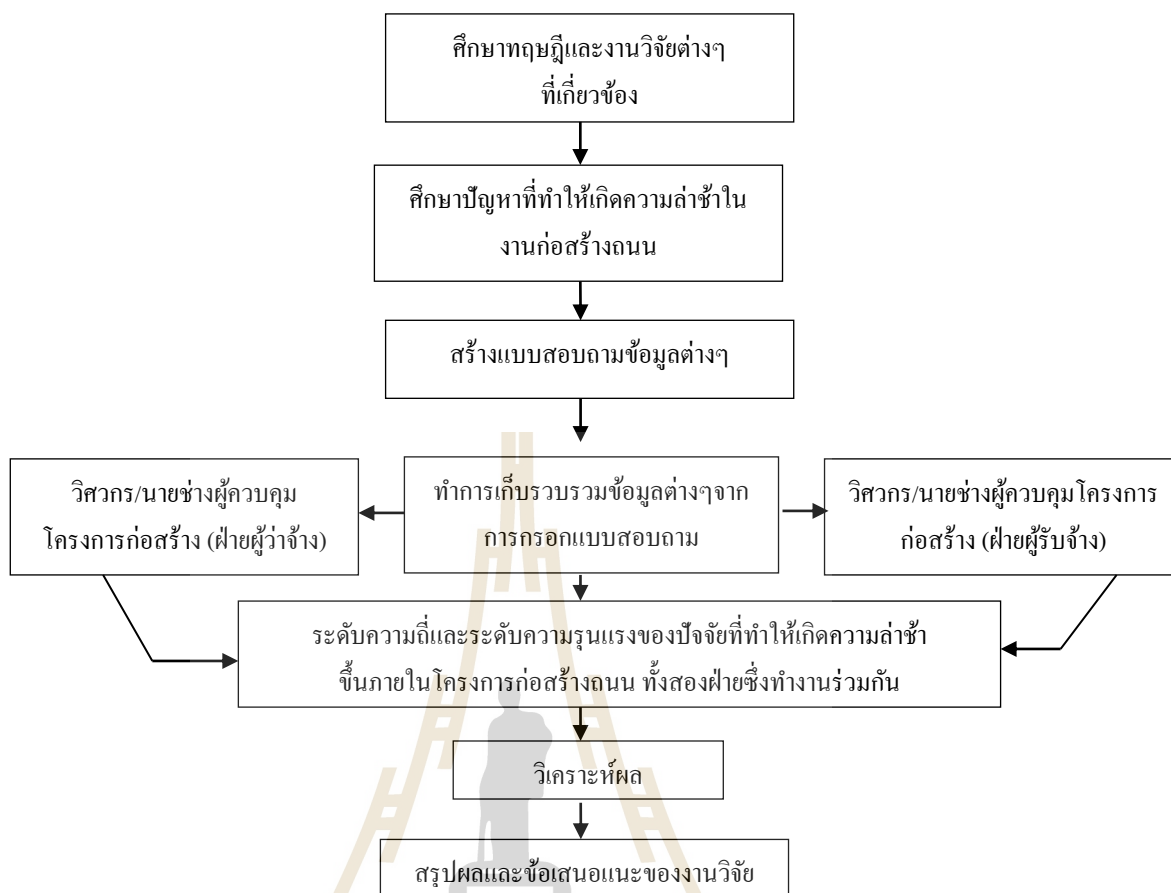 ศึกษาทฤษฎีและงานวิจัยต่างๆ
ที่เกี่ยวข้อง
ศึกษาปัญหาที่ทำให้เกิดความล่าช้าใน
งานก่อสร้างถนน
สร้างแบบสอบถามข้อมูลต่างๆ
วิศวกร/นายช่างผู้ควบคุม
โครงการก่อสร้าง (ฝ่ายผู้ว่าจ้าง)
ทำการเก็บรวบรวมข้อมูลต่างๆจาก
การกรอกแบบสอบถาม
วิศวกร/นายช่างผู้ควบคุมโครงการ
ก่อสร้าง (ฝ่ายผู้รับจ้าง)
ระดับความถี่และระดับความรุนแรงของปัจจัยที่ทำให้เกิดความล่าช้า
ขึ้นภายในโครงการก่อสร้างถนน ทั้งสองฝ่ายซึ่งทำงานร่วมกัน
วิเคราะห์ผล
สรุปผลและข้อเสนอแนะของงานวิจัย